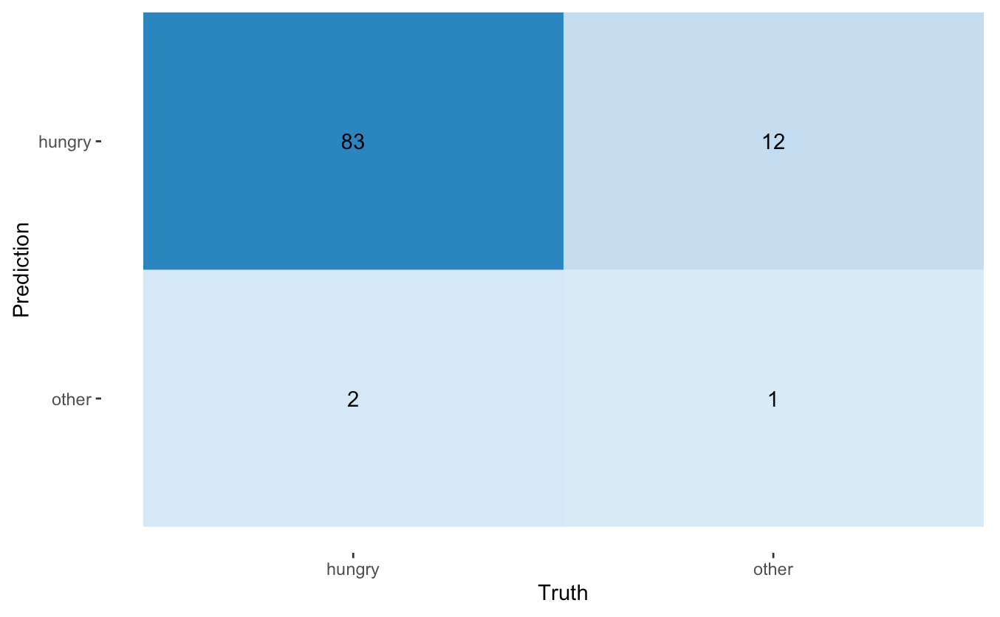 hungry
83
12
Prediction
other
2
1
hungry
other
Truth